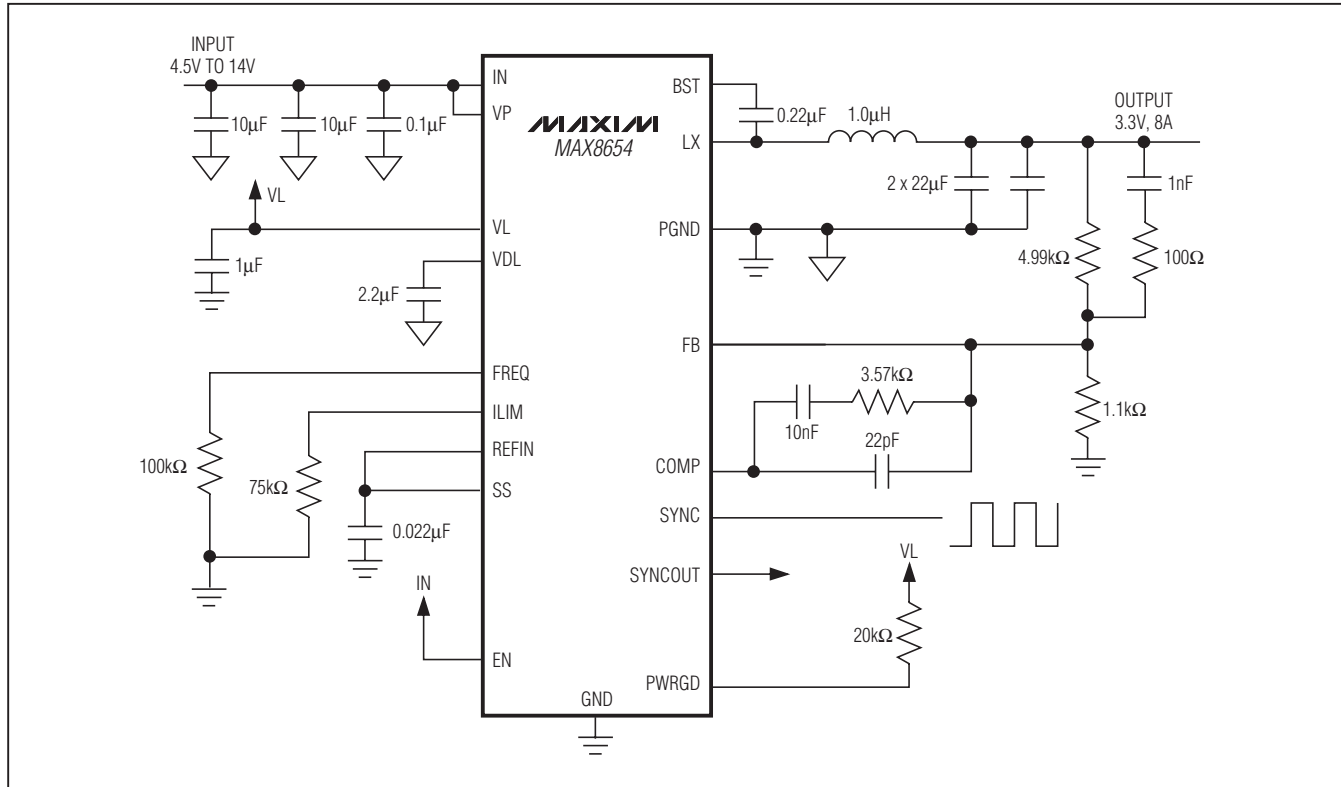 INPUT
4.5V TO 14V
10µF
10µF
0.1µF
VL
1µF
2.2µF
100kΩ
75kΩ
0.022µF
IN
IN
VP
MAXIM
MAX8654
VL
VDL
FREQ
ILIM
REFIN
SS
EN
GND
BST
LX
PGND
FB
COMP
SYNC
SYNCOUT
PWRGD
0.22µF
1.0µH
OUTPUT
3.3V, 8A
2 x 22µF
1nF
4.99kΩ
100Ω
3.57kΩ
10nF
22pF
1.1kΩ
VL
20kΩ